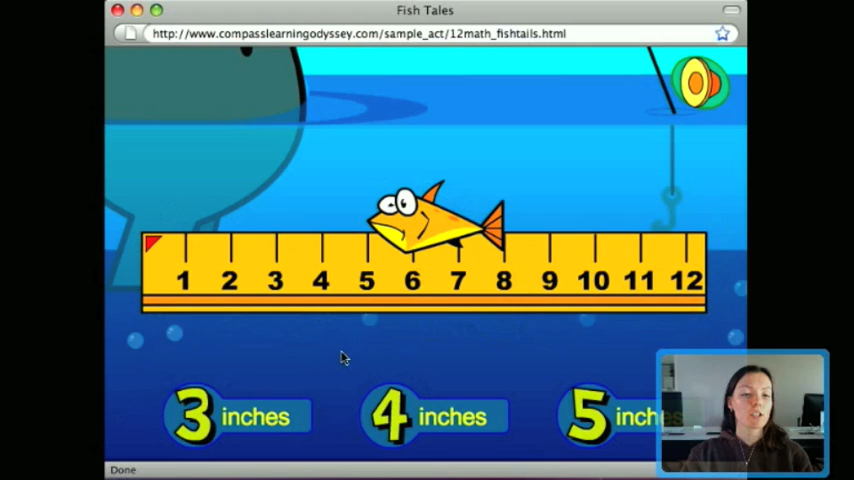 Fish Tales
http://www.compasslearningodyssey.com/sample_act/12math_fishtails.html
1 2 3 4 5 6 7 8 9 10 11 12
3 inches 4 inches 5 inches
Done